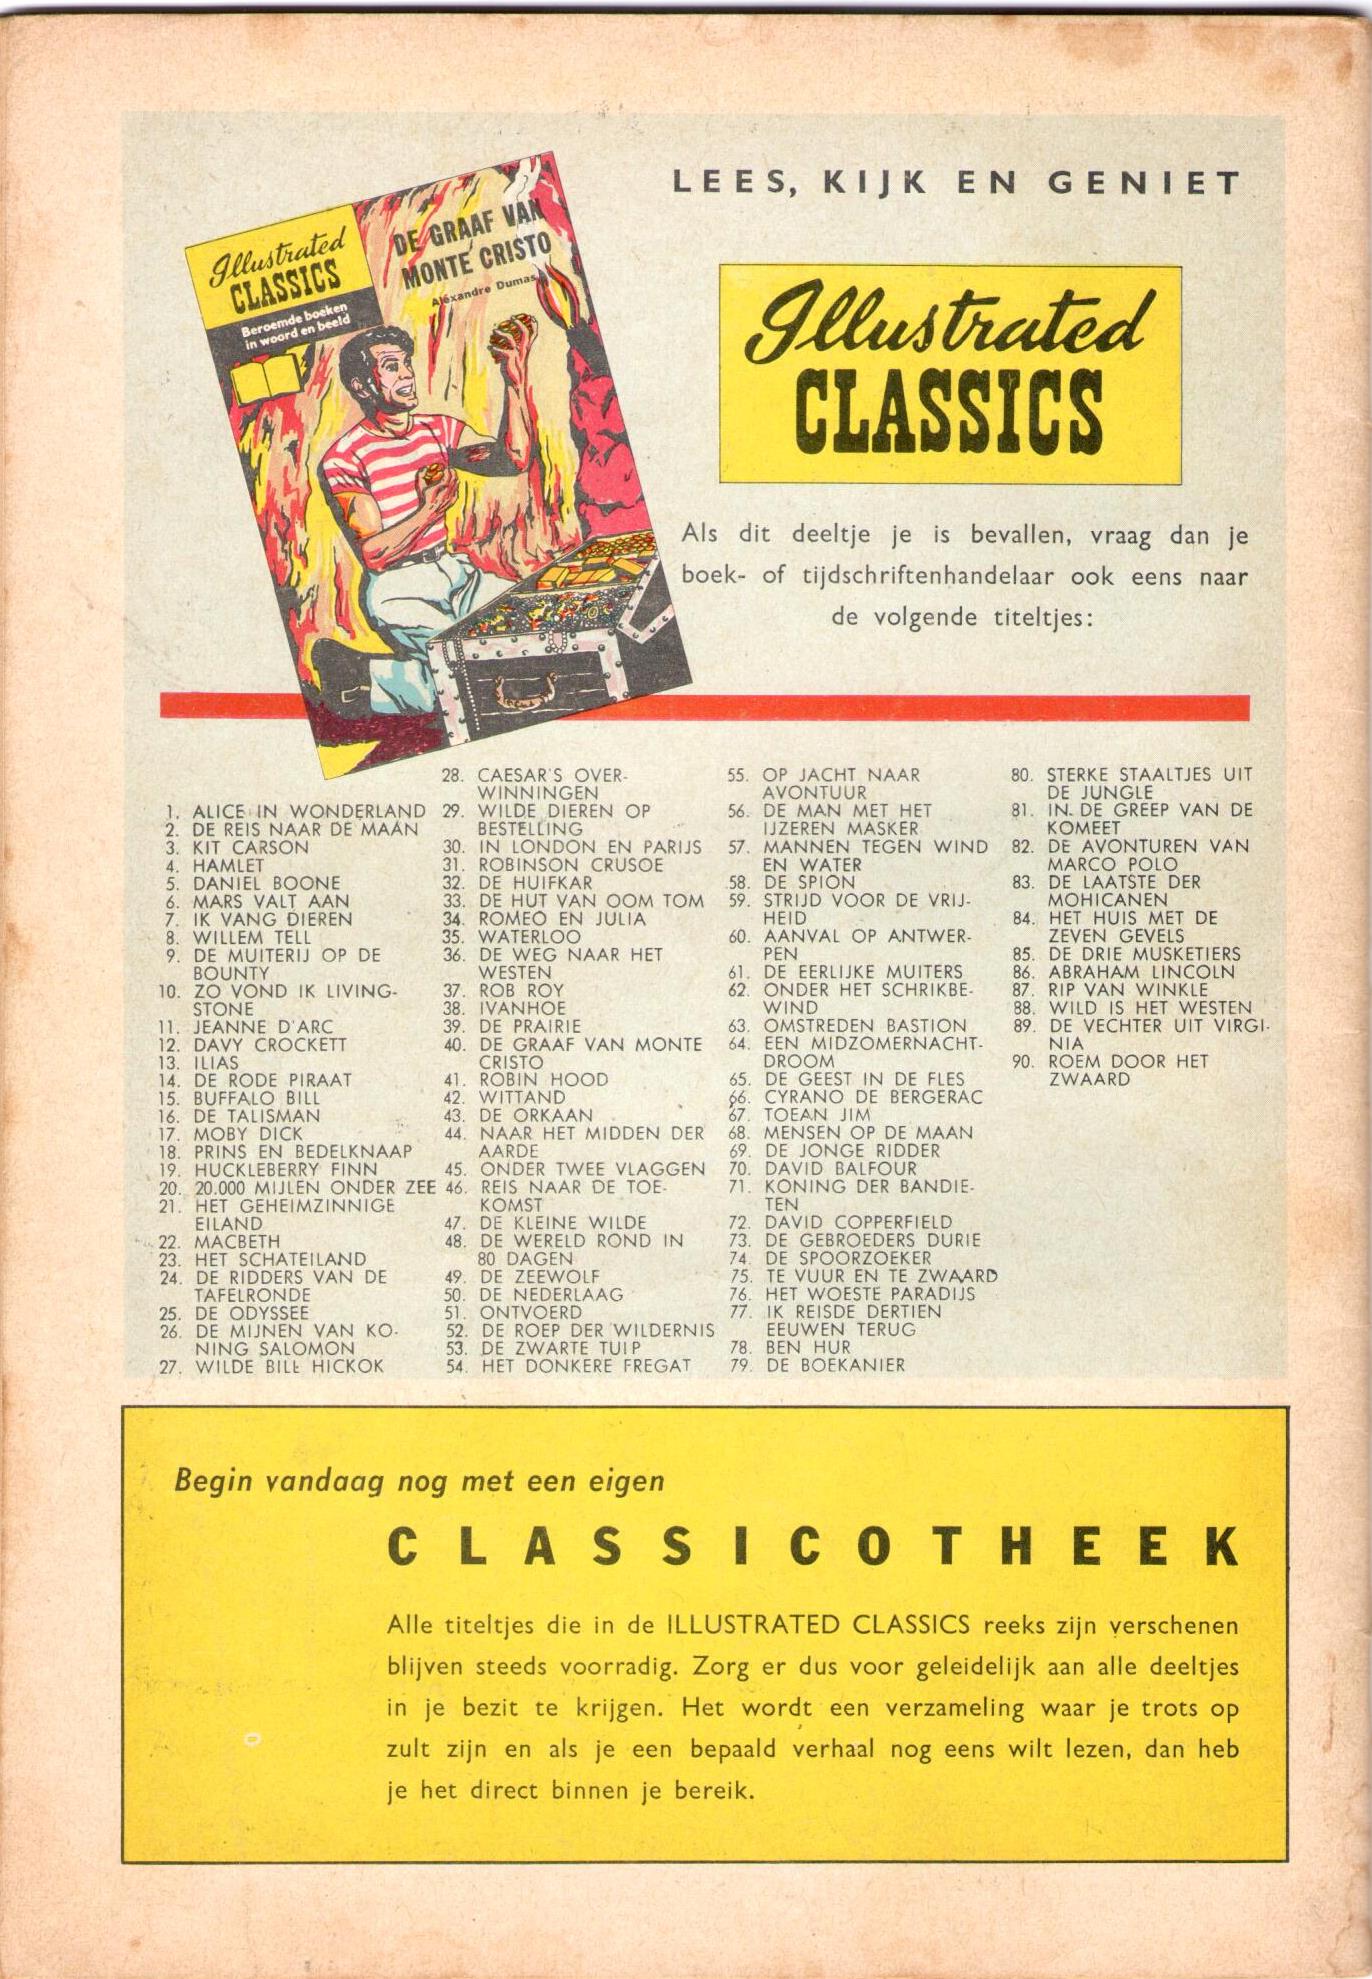 LEES, KIJK EN GENIET
Illustrated
CLASSICS
Beroemde boeken
in woord en beeld
DE GRAAF VAN
MONTE CRISTO
Alexandre Dumas
Illustrated
CLASSICS
Als dit deeltje je is bevallen, vraag dan je
boek- of tijdschriftenhandelaar ook eens naar
de volgende titeltjes:
1. ALICE IN WONDERLAND
2. DE REIS NAAR DE MAAN
3. KIT CARSON
4. HAMLET
5. DANIEL BOONE
6. MARS VALT AAN
7. IK VANG DIEREN
8. WILLEM TELL
9. DE MUITERIJ OP DE
BOUNTY
10. ZO VOND IK LIVING-
STONE
11. JEANNE D'ARC
12. DAVY CROCKETT
13. ILIAS
14. DE RODE PIRAAT
15. BUFFALO BILL
16. DE TALISMAN
17. MOBY DICK
18. PRINS EN BEDELKNAAP
19. HUCKLEBERRY FINN
20. 20.000 MIJLEN ONDER ZEE
21. HET GEHEIMZINNIGE
EILAND
22. MACBETH
23. HET SCHATEILAND
24. DE RIDDERS VAN DE
TAFELRONDE
25. DE ODYSSEE
26. DE MIJNEN VAN KO-
NING SALOMON
27. WILDE BILL HICKOK
28. CAESAR'S OVER-
WINNINGEN
29. WILDE DIEREN OP
BESTELLING
30. IN LONDON EN PARIJS
31. ROBINSON CRUSOE
32. DE HUIFKAR
33. DE HUT VAN OOM TOM
34. ROMEO EN JULIA
35. WATERLOO
36. DE WEG NAAR HET
WESTEN
37. ROB ROY
38. IVANHOE
39. DE PRAIRIE
40. DE GRAAF VAN MONTE
CRISTO
41. ROBIN HOOD
42. WITTAND
43. DE ORKAAN
44. NAAR HET MIDDEN DER
AARDE
45. ONDER TWEE VLAGGEN
46. REIS NAAR DE TOE-
KOMST
47. DE KLEINE WILDE
48. DE WERELD ROND IN
80 DAGEN
49. DE ZEEWOLF
50. DE NEDERLAAG
51. ONTVOERD
52. DE ROEP DER WILDERNIS
53. DE ZWARTE TULP
54. HET DONKERE FREGAT
55. OP JACHT NAAR
AVONTUUR
56. DE MAN MET HET
IJZEREN MASKER
57. MANNEN TEGEN WIND
EN WATER
58. DE SPION
59. STRIJD VOOR DE VRIJ-
HEID
60. AANVAL OP ANTWER-
PEN
61. DE EERLIJKE MUITERS
62. ONDER HET SCHRIKBE-
WIND
63. OMSTREDEN BASTION
64. EEN MIDZOMERNACHT-
DROOM
65. DE GEEST IN DE FLES
66. CYRANO DE BERGERAC
67. TOEAN JIM
68. MENSEN OP DE MAAN
69. DE JONGE RIDDER
70. DAVID BALFOUR
71. KONING DER BANDIE-
TEN
72. DAVID COPPERFIELD
73. DE GEBROEDERS DURIE
74. DE SPOORZOEKER
75. TE VUUR EN TE ZWAARD
76. HET WOESTE PARADIJS
77. IK REISDE DERTIEN
EEUWEN TERUG
78. BEN HUR
79. DE BOEKANIER
80. STERKE STAALTJES UIT
DE JUNGLE
81. IN DE GREEP VAN DE
KOMEET
82. DE AVONTUREN VAN
MARCO POLO
83. DE LAATSTE DER
MOHICANEN
84. HET HUIS MET DE
ZEVEN GEVELS
85. DE DRIE MUSKETIERS
86. ABRAHAM LINCOLN
87. RIP VAN WINKLE
88. WILD IS HET WESTEN
89. DE VECHTER UIT VIRGI-
NIA
90. ROEM DOOR HET
ZWAARD
Begin vandaag nog met een eigen
CLASSICOTHEEK
Alle titeltjes die in de ILLUSTRATED CLASSICS reeks zijn verschenen
blijven steeds voorradig. Zorg er dus voor geleidelijk aan alle deeltjes
in je bezit te krijgen. Het wordt een verzameling waar je trots op
zult zijn en als je een bepaald verhaal nog eens wilt lezen, dan heb
je het direct binnen je bereik.